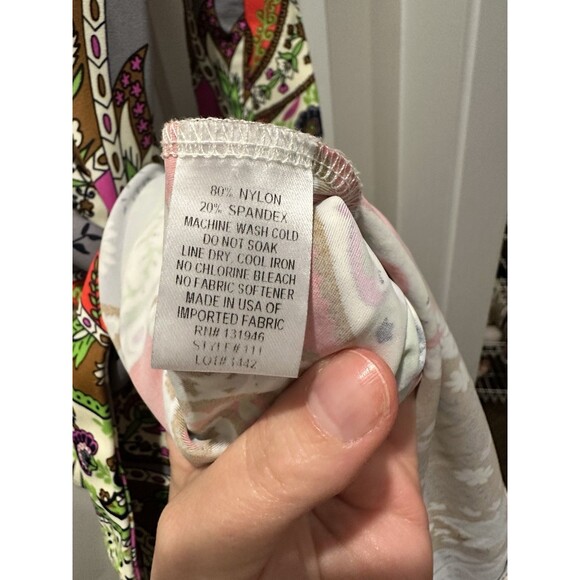 80% NYLON
20% SPANDEX
MACHINE WASH COLD
DO NOT SOAK
LINE DRY, COOL IRON
NO CHLORINE BLEACH
NO FABRIC SOFTENER
MADE IN USA OF
IMPORTED FABRIC
RN# 131946
STYLE# 111
LOT# 1442